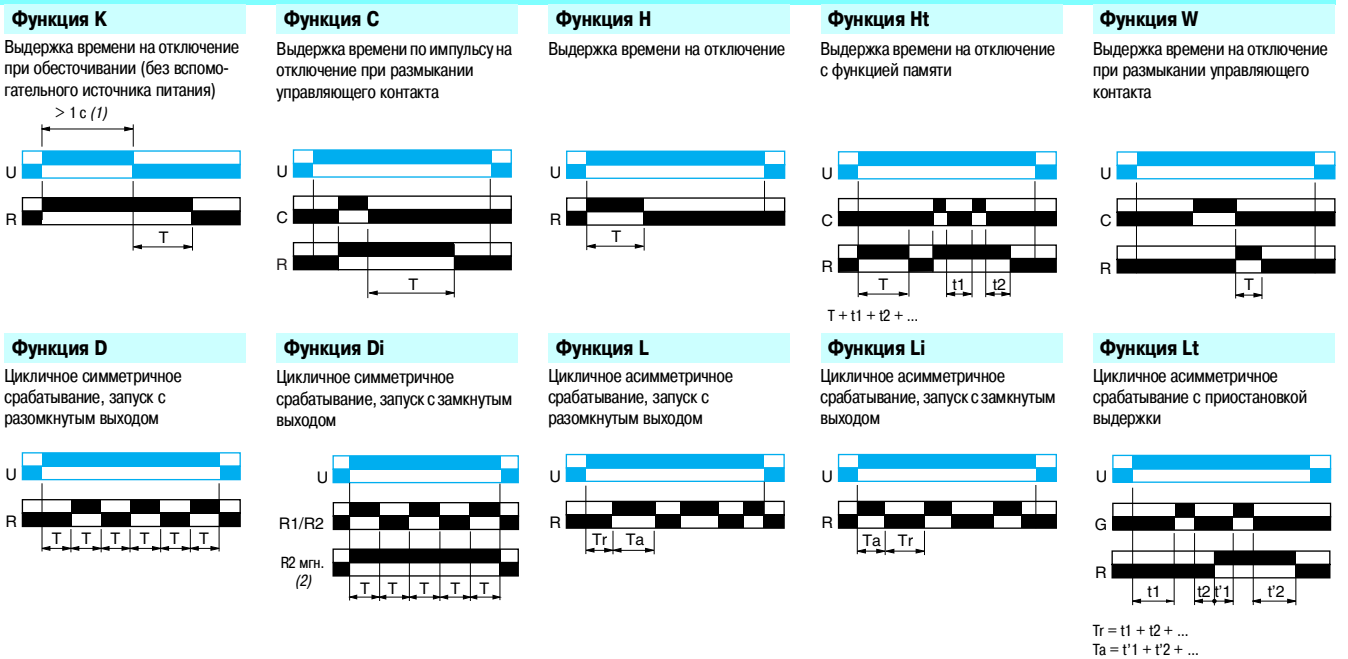 Функция K
Выдержка времени на отключение
при обесточивании (без вспомо-
гательного источника питания)
> 1 с (1)
U
R
T
Функция C
Выдержка времени по импульсу на
отключение при размыкании
управляющего контакта
U
C
R
T
Функция H
Выдержка времени на отключение
U
R
T
Функция Ht
Выдержка времени на отключение
с функцией памяти
U
C
R
T t1 t2
T + t1 + t2 + ...
Функция W
Выдержка времени на отключение
при размыкании управляющего
контакта
U
C
R
T
Функция D
Цикличное симметричное
срабатывание, запуск с
разомкнутым выходом
U
R
T T T T T T
Функция Di
Цикличное симметричное
срабатывание, запуск с замкнутым
выходом
U
R1/R2
R2 мгн.
(2)
T T T T T
Функция L
Цикличное асимметричное
срабатывание, запуск с
разомкнутым выходом
U
R
Tr Ta
Функция Li
Цикличное асимметричное
срабатывание, запуск с замкнутым
выходом
U
R
Ta Tr
Функция Lt
Цикличное асимметричное
срабатывание с приостановкой
выдержки
U
G
R
t1 t2 t'1 t'2
Tr = t1 + t2 + ...
Ta = t'1 + t'2 + ...